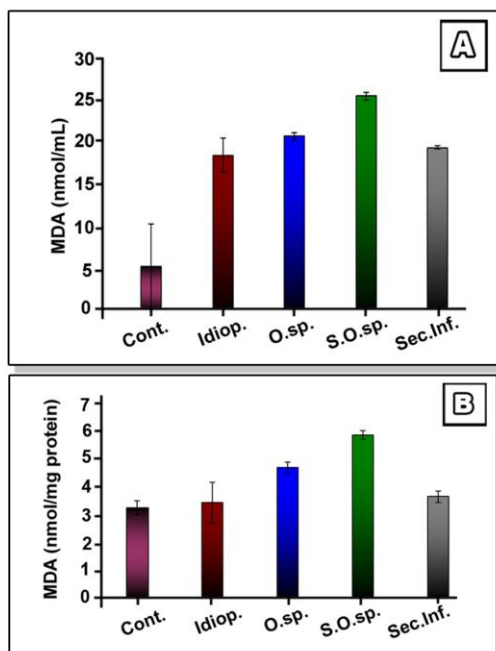 A
MDA (nmol/mL)
30
25
20
15
10
5
0
Cont. Idiop. O.sp. S.O.sp. Sec.Inf.
B
MDA (nmol/mg protein)
7
6
5
4
3
2
1
0
Cont. Idiop. O.sp. S.O.sp. Sec.Inf.